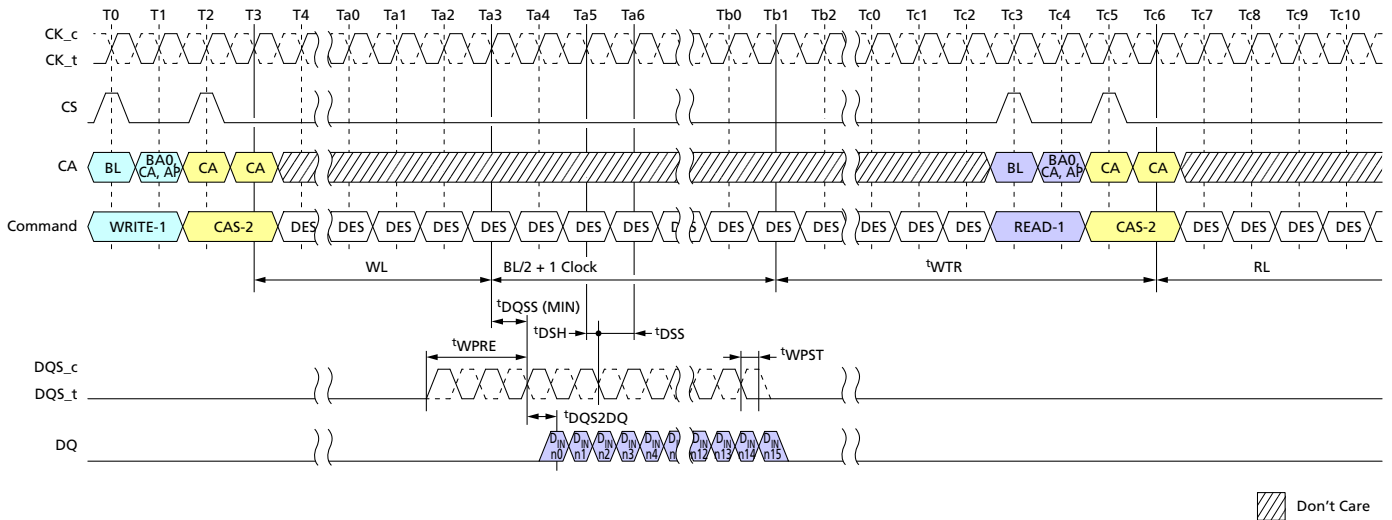 T0 T1 T2 T3 T4 Ta0 Ta1 Ta2 Ta3 Ta4 Ta5 Ta6 Tb0 Tb1 Tb2 Tc0 Tc1 Tc2 Tc3 Tc4 Tc5 Tc6 Tc7 Tc8 Tc9 Tc10
CK_c
CK_t
CS
CA BL BA0, CA, AP CA CA BL BA0, CA, AP CA CA
Command WRITE-1 CAS-2 DES DES DES DES DES DES DES DES DES DES DES DES DES DES READ-1 CAS-2 DES DES DES DES
WL BL/2 + 1 Clock tWTR RL
tDQSS (MIN)
tDSH tDSS
tWPRE tWPST
DQS_c
DQS_t
tDQS2DQ
DQ DIN n0 DIN n1 DIN n2 DIN n3 DIN n4 DIN n12 DIN n13 DIN n14 DIN n15
Don't Care